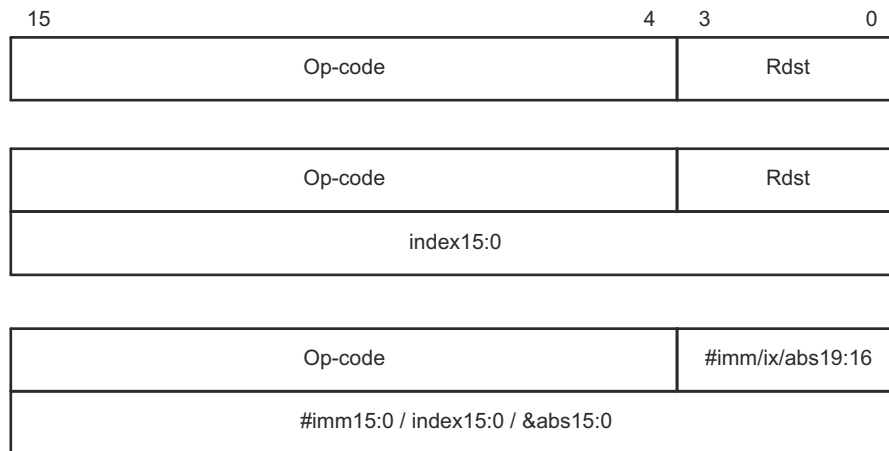 15 4 3 0
Op-code Rdst
Op-code Rdst
index15:0
Op-code #imm/ix/abs19:16
#imm15:0 / index15:0 / &abs15:0